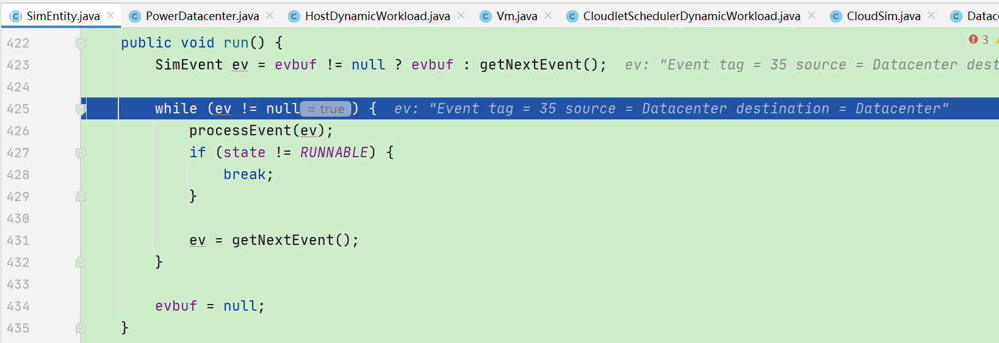 SimEntity.java PowerDatacenter.java HostDynamicWorkload.java Vm.java CloudletSchedulerDynamicWorkload.java CloudSim.java Datac
422 public void run() { 3
423 SimEvent ev = evbuf != null ? evbuf : getNextEvent(); ev: "Event tag = 35 source = Datacenter dest
424
425 while (ev != null = true ) { ev: "Event tag = 35 source = Datacenter destination = Datacenter"
426 processEvent(ev);
427 if (state != RUNNABLE) {
428 break;
429 }
430
431 ev = getNextEvent();
432 }
433
434 evbuf = null;
435 }